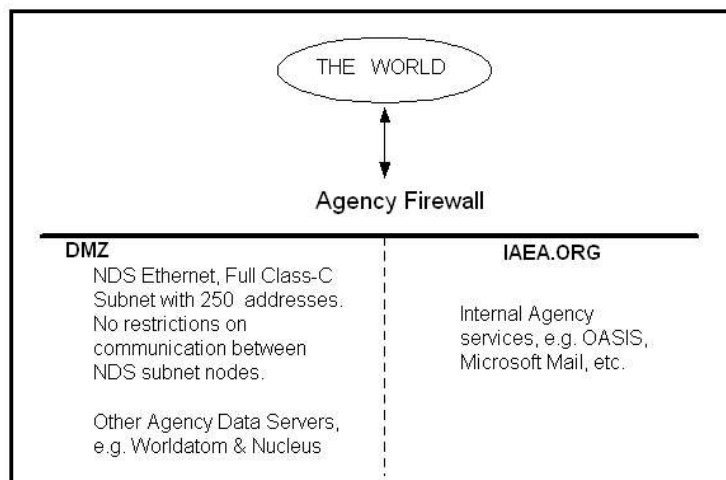 THE WORLD
Agency Firewall
DMZ
NDS Ethernet, Full Class-C
Subnet with 250 addresses.
No restrictions on
communication between
NDS subnet nodes.
Other Agency Data Servers,
e.g. Worldatom & Nucleus
IAEA.ORG
Internal Agency
services, e.g. OASIS,
Microsoft Mail, etc.